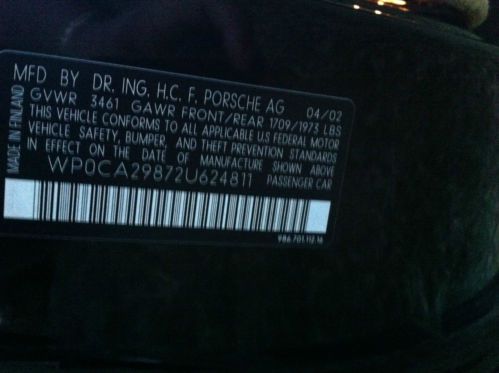 MFD BY DR. ING. H.C. F. PORSCHE AG 04/02
GVWR 3461 GAWR FRONT/REAR 1709/1973 LBS
THIS VEHICLE CONFORMS TO ALL APPLICABLE U.S. FEDERAL MOTOR
VEHICLE SAFETY, BUMPER, AND THEFT PREVENTION STANDARDS
IN EFFECT ON THE DATE OF MANUFACTURE SHOWN ABOVE
WP0CA29872U624811 PASSENGER CAR
MADE IN FINLAND
986.701.112.16